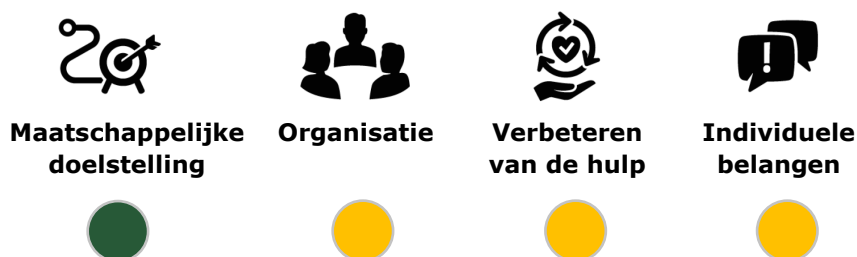 Maatschappelijke doelstelling
Organisatie
Verbeteren van de hulp
Individuele belangen